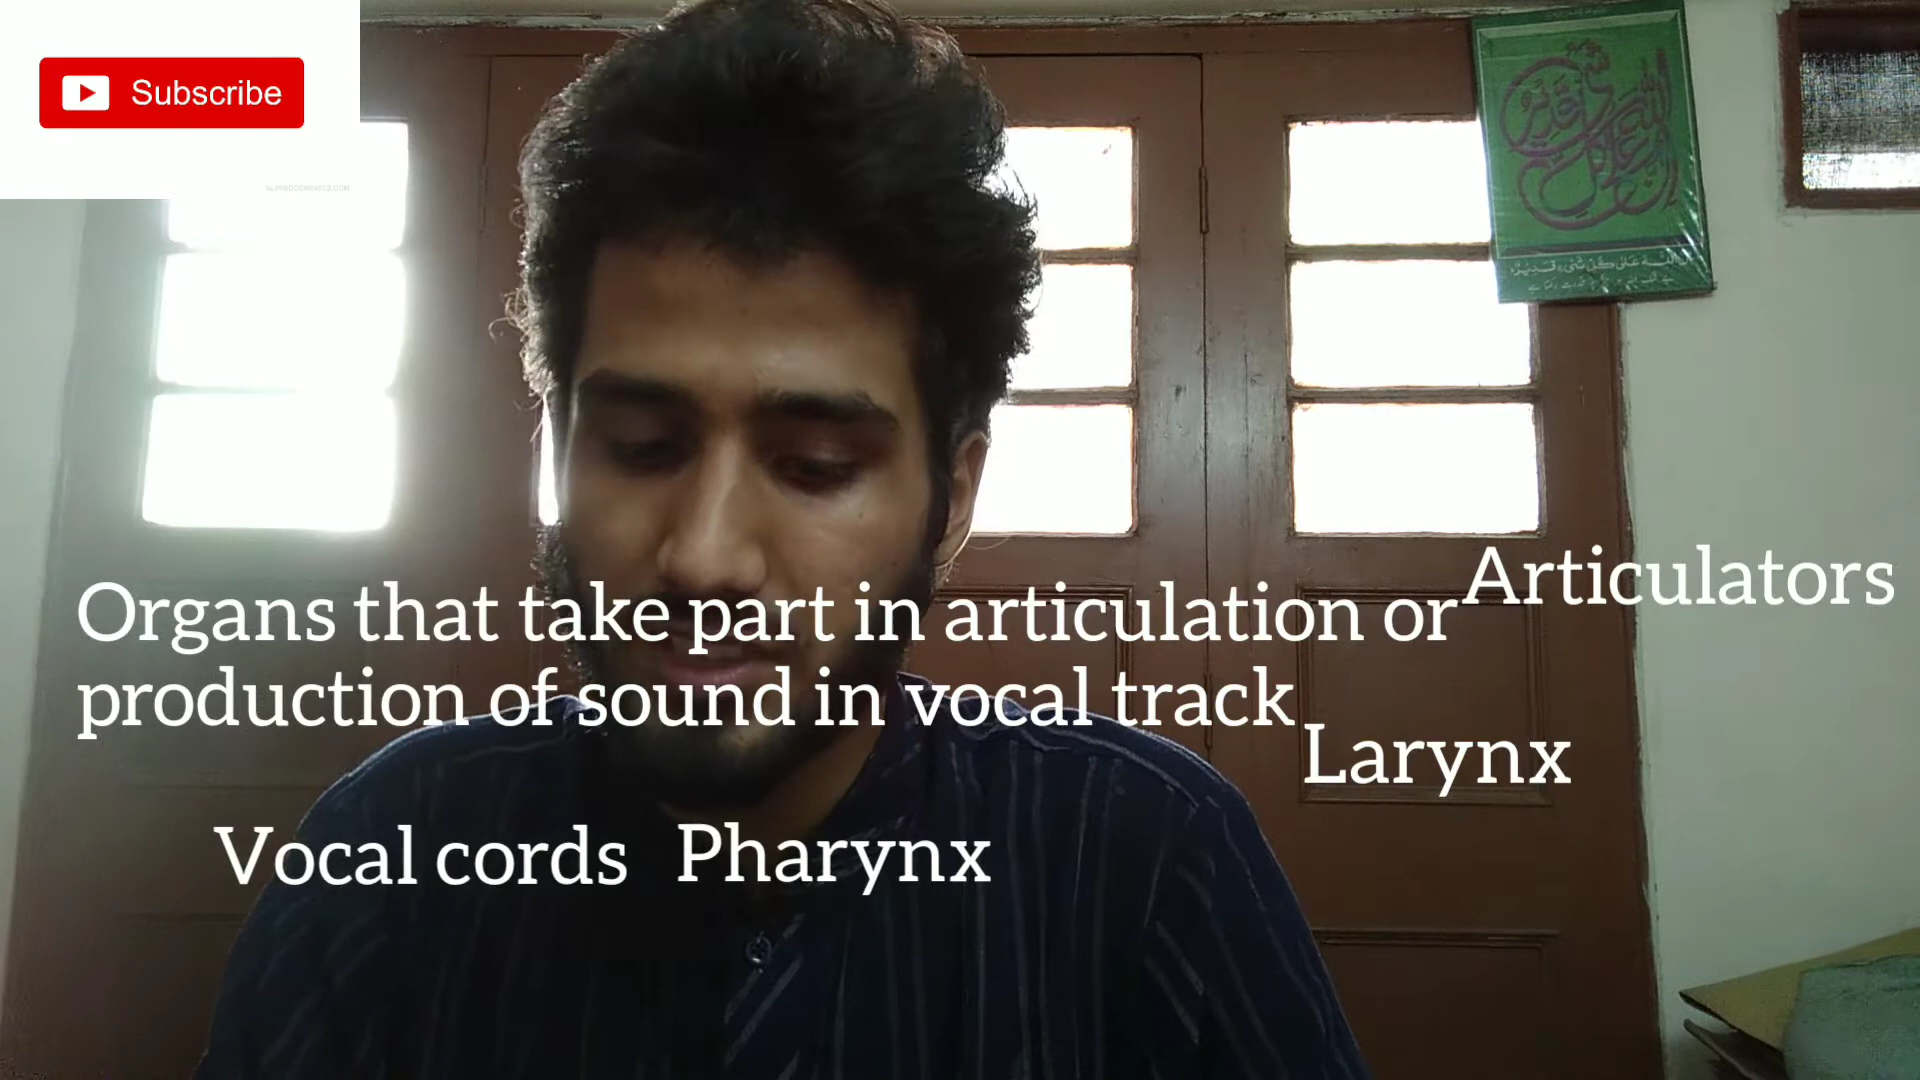 Subscribe
Articulators
Organs that take part in articulation or
production of sound in vocal track
Larynx
Vocal cords
Pharynx